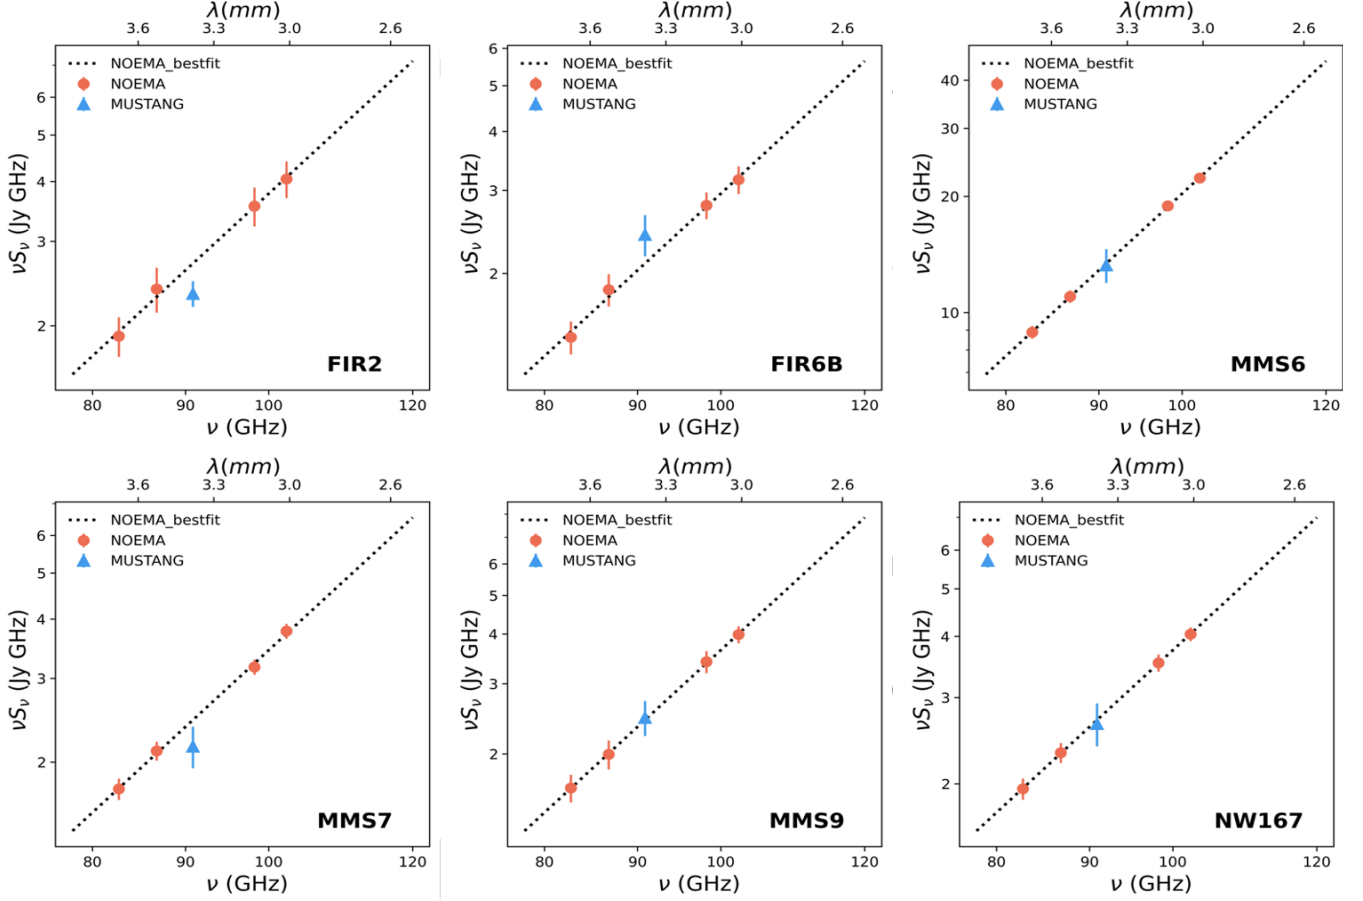 λ(mm)
3.6 3.3 3.0 2.6
6
5
4
3
2
νSν (Jy GHz)
NOEMA_bestfit
NOEMA
MUSTANG
FIR2
80 90 100 120
ν (GHz)
λ(mm)
3.6 3.3 3.0 2.6
6
5
4
3
2
νSν (Jy GHz)
NOEMA_bestfit
NOEMA
MUSTANG
FIR6B
80 90 100 120
ν (GHz)
λ(mm)
3.6 3.3 3.0 2.6
40
30
20
10
νSν (Jy GHz)
NOEMA_bestfit
NOEMA
MUSTANG
MMS6
80 90 100 120
ν (GHz)
λ(mm)
3.6 3.3 3.0 2.6
6
5
4
3
2
νSν (Jy GHz)
NOEMA_bestfit
NOEMA
MUSTANG
MMS7
80 90 100 120
ν (GHz)
λ(mm)
3.6 3.3 3.0 2.6
6
5
4
3
2
νSν (Jy GHz)
NOEMA_bestfit
NOEMA
MUSTANG
MMS9
80 90 100 120
ν (GHz)
λ(mm)
3.6 3.3 3.0 2.6
6
5
4
3
2
νSν (Jy GHz)
NOEMA_bestfit
NOEMA
MUSTANG
NW167
80 90 100 120
ν (GHz)